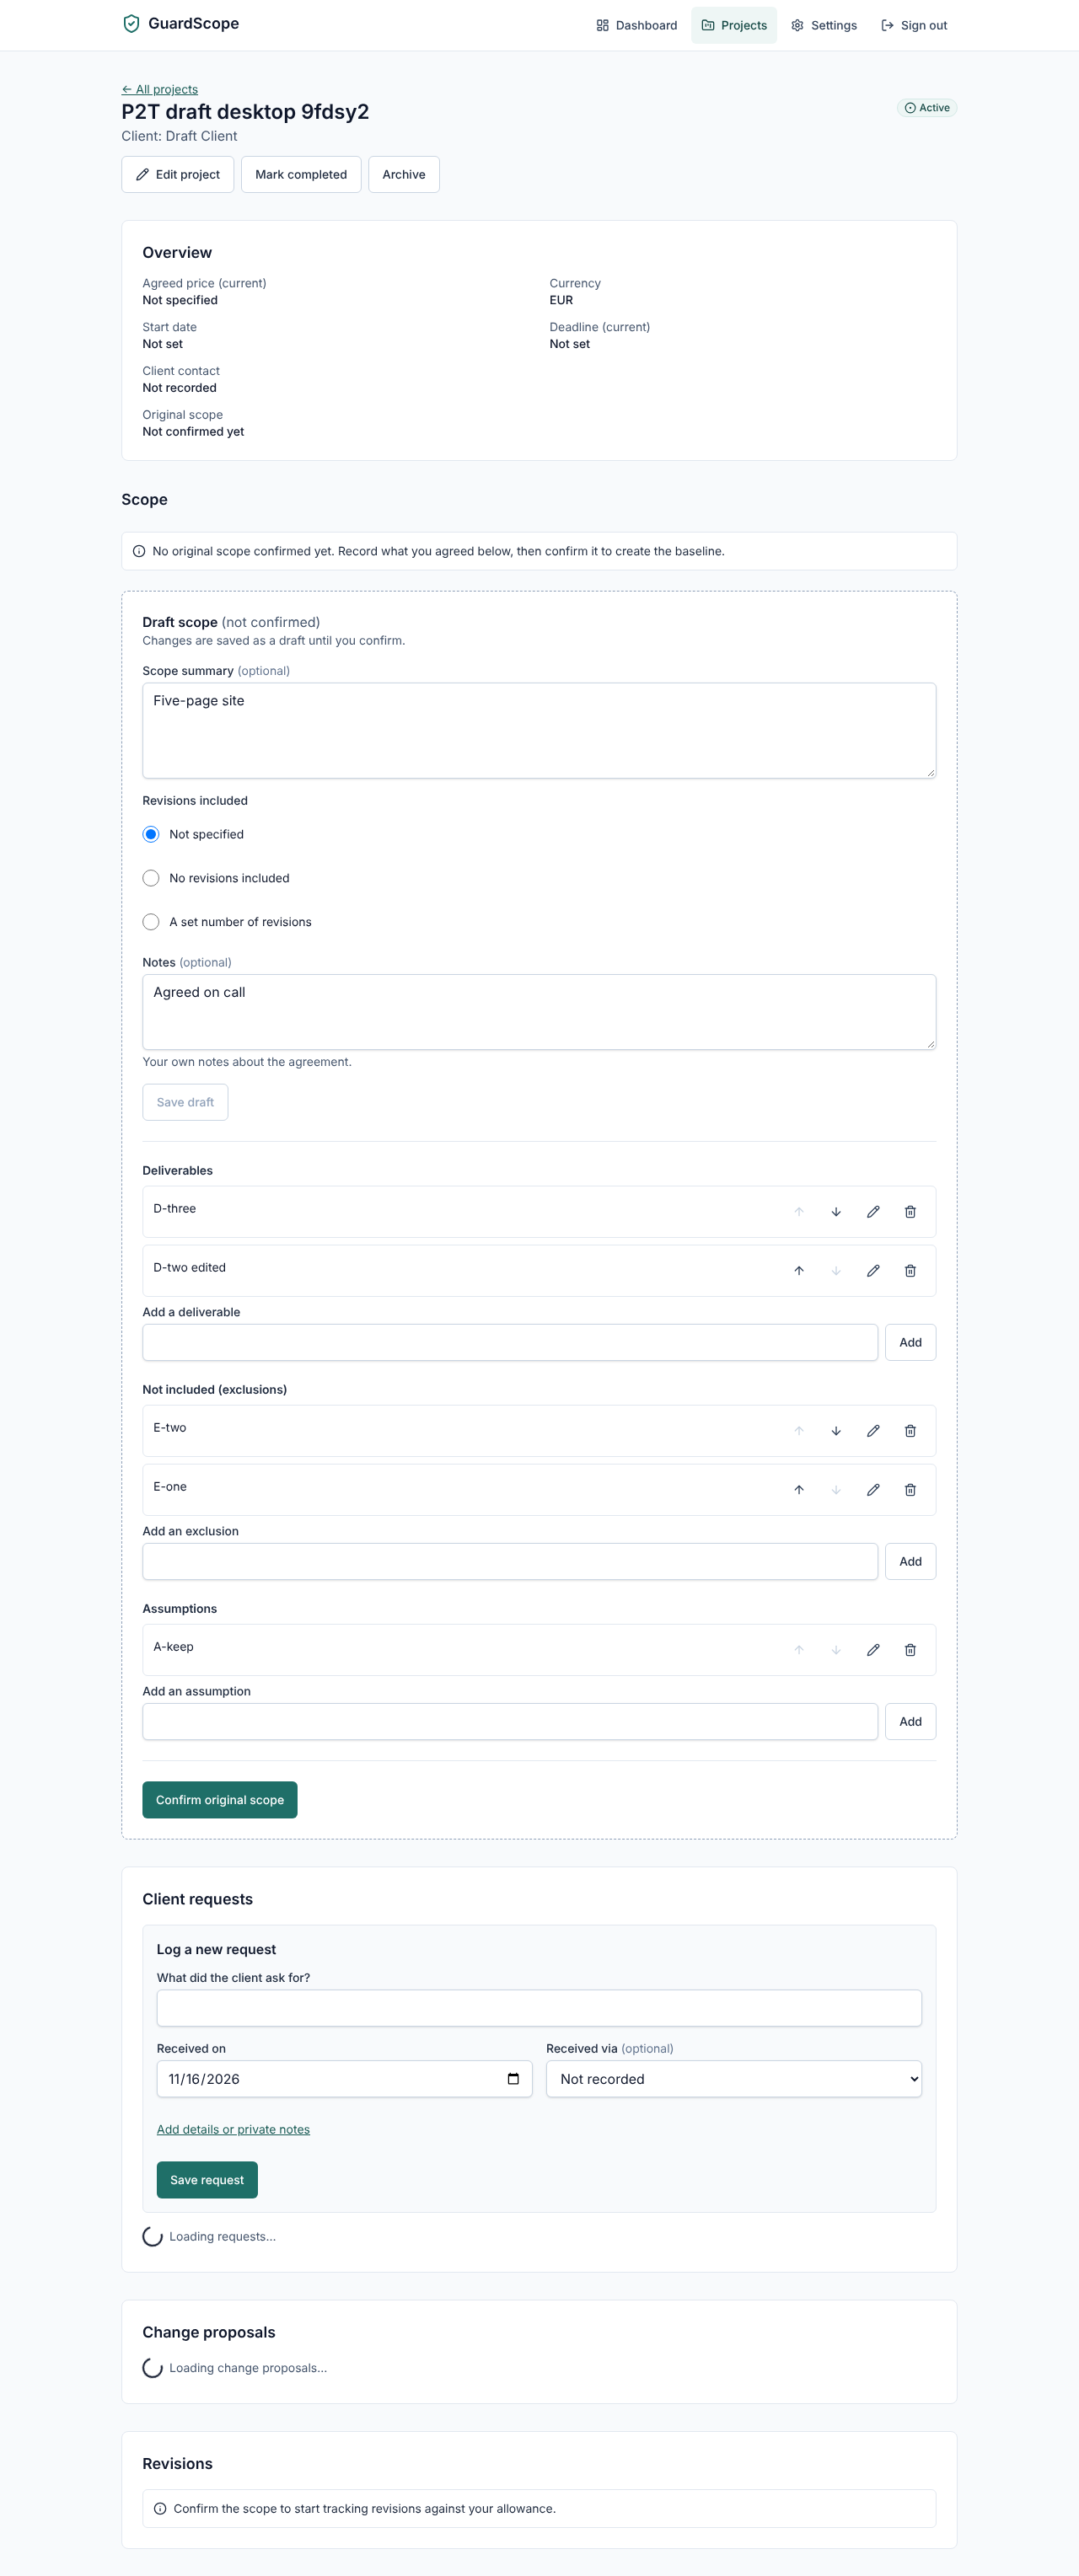 GuardScope
Dashboard
Projects
Settings
Sign out
← All projects
P2T draft desktop 9fdsy2
Active
Client: Draft Client
Edit project
Mark completed
Archive
Overview
Agreed price (current)
Not specified
Currency
EUR
Start date
Not set
Deadline (current)
Not set
Client contact
Not recorded
Original scope
Not confirmed yet
Scope
No original scope confirmed yet. Record what you agreed below, then confirm it to create the baseline.
Draft scope (not confirmed)
Changes are saved as a draft until you confirm.
Scope summary (optional)
Five-page site
Revisions included
Not specified
No revisions included
A set number of revisions
Notes (optional)
Agreed on call
Your own notes about the agreement.
Save draft
Deliverables
D-three
D-two edited
Add a deliverable
Add
Not included (exclusions)
E-two
E-one
Add an exclusion
Add
Assumptions
A-keep
Add an assumption
Add
Confirm original scope
Client requests
Log a new request
What did the client ask for?
Received on
11/16/2026
Received via (optional)
Not recorded
Add details or private notes
Save request
Loading requests...
Change proposals
Loading change proposals...
Revisions
Confirm the scope to start tracking revisions against your allowance.